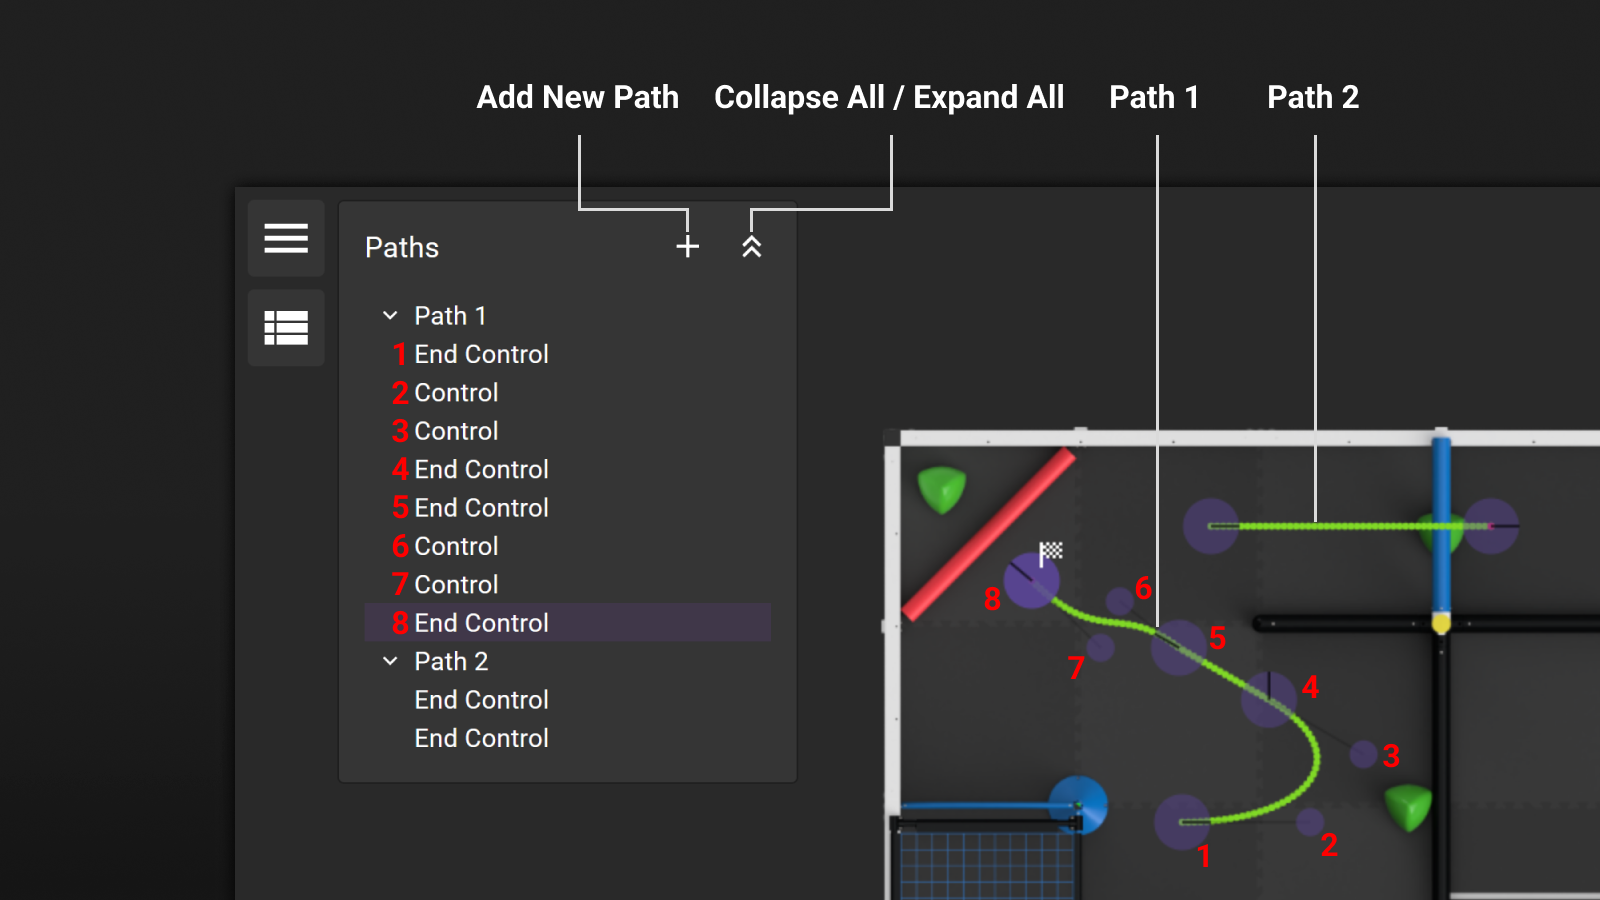 Add New Path
Collapse All / Expand All
Path 1
Path 2
Paths
Path 1
1 End Control
2 Control
3 Control
4 End Control
5 End Control
6 Control
7 Control
8 End Control
Path 2
End Control
End Control
8
6
7
5
4
3
2
1